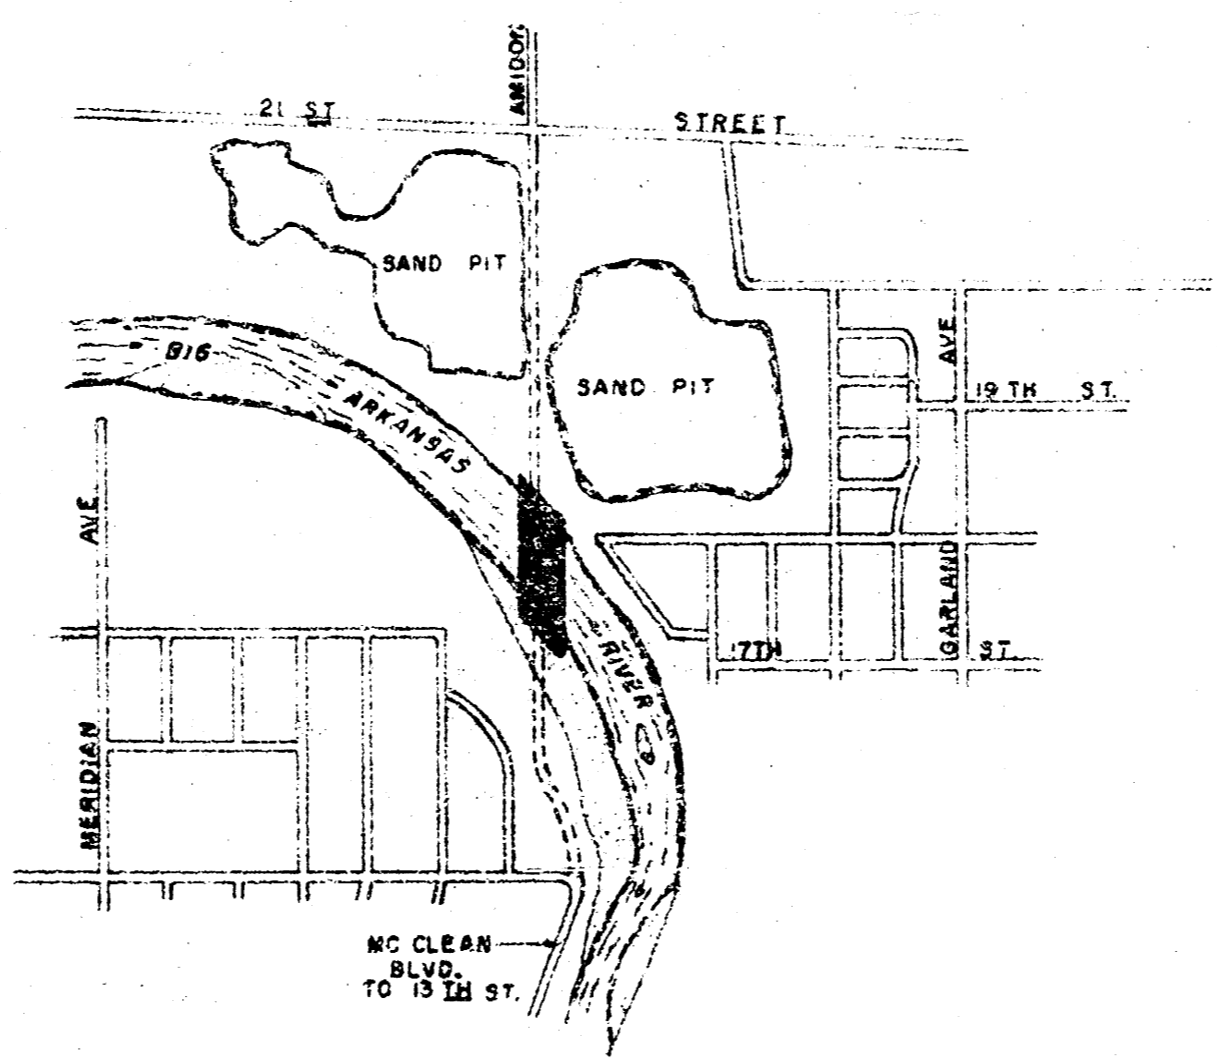 AMIDON
21 ST STREET
SAND PIT
BIG
ARKANSAS
RIVER
SAND PIT
AVE
19 TH ST.
GARLAND
17TH ST.
AVE
MERIDIAN
MC CLEAN
BLVD.
TO 13 TH ST.